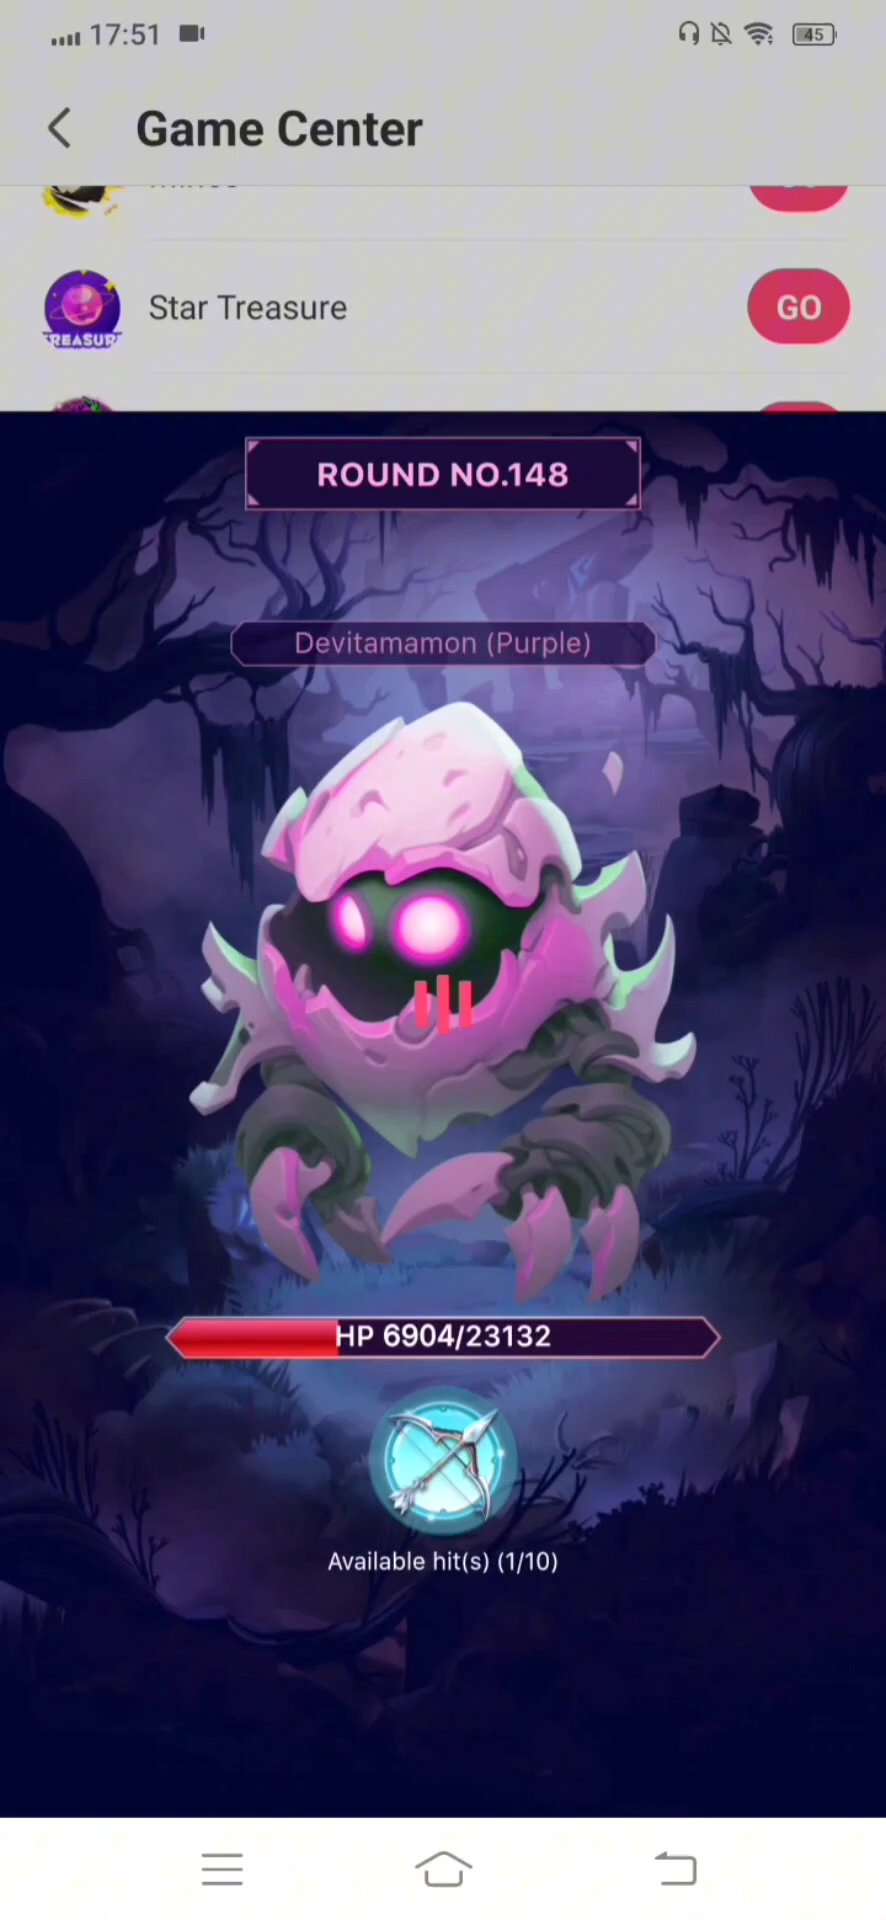 17:51
45
Game Center
Star Treasure
GO
ROUND NO.148
Devitamamon (Purple)
HP 6904/23132
Available hit(s) (1/10)